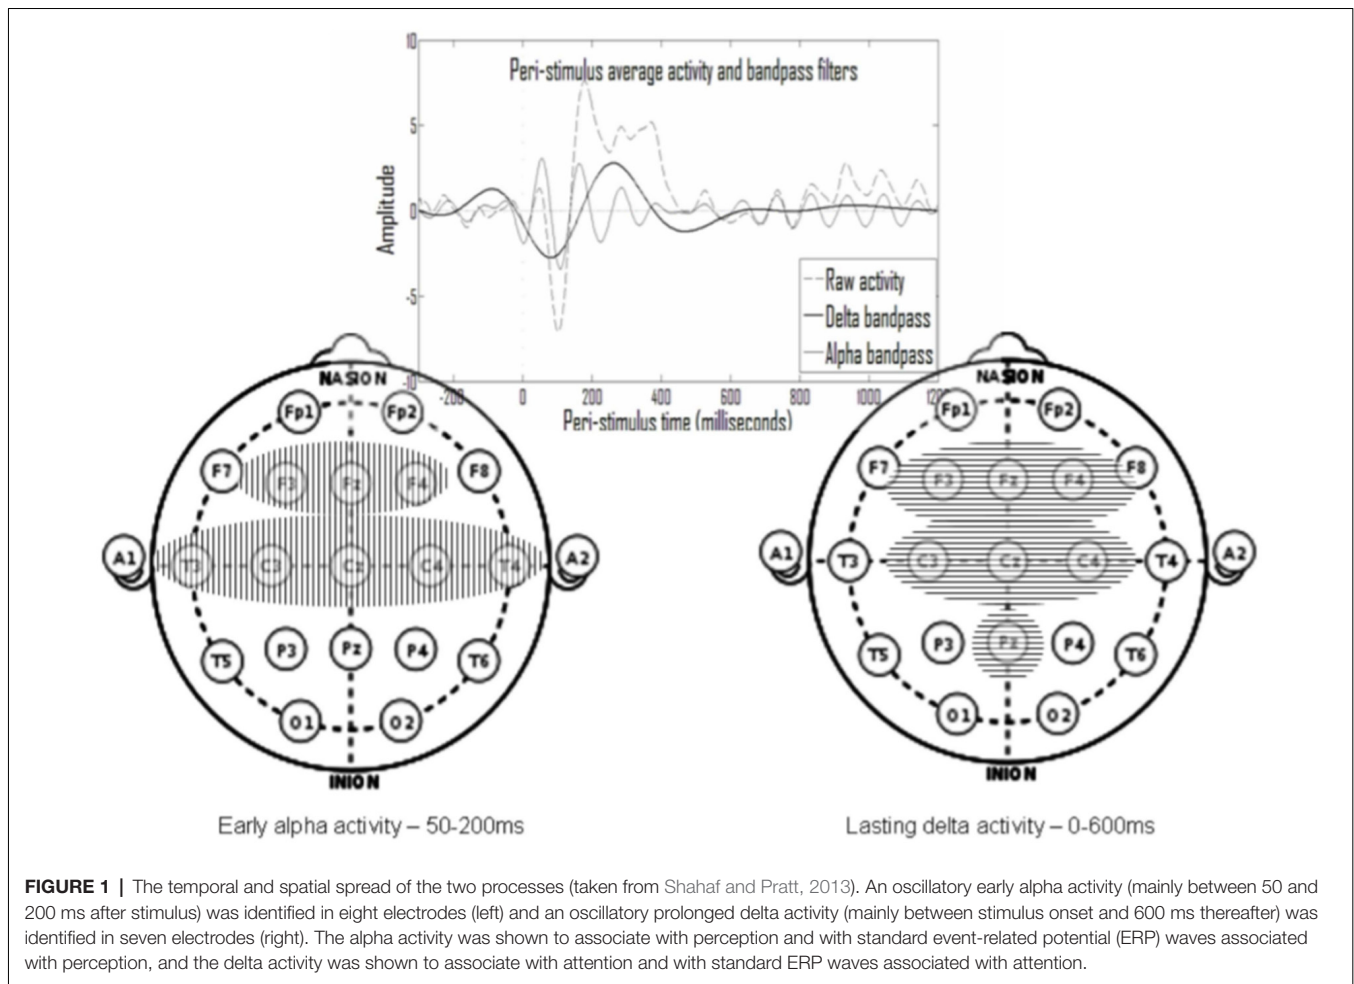 Peri-stimulus average activity and bandpass filters
10
5
0
-5
-10
Amplitude
-200 0 200 400 600 800 1000 1200
Peri-stimulus time (milliseconds)
Raw activity
Delta bandpass
Alpha bandpass
NASION
Fp1 Fp2
F7 F3 Fz F4 F8
A1 T3 C3 Cz C4 T4 A2
T5 P3 Pz P4 T6
O1 O2
INION
Early alpha activity – 50-200ms
NASION
Fp1 Fp2
F7 F3 Fz F4 F8
A1 T3 C3 Cz C4 T4 A2
T5 P3 Pz P4 T6
O1 O2
INION
Lasting delta activity – 0-600ms
FIGURE 1 | The temporal and spatial spread of the two processes (taken from Shahaf and Pratt, 2013). An oscillatory early alpha activity (mainly between 50 and
200 ms after stimulus) was identified in eight electrodes (left) and an oscillatory prolonged delta activity (mainly between stimulus onset and 600 ms thereafter) was
identified in seven electrodes (right). The alpha activity was shown to associate with perception and with standard event-related potential (ERP) waves associated
with perception, and the delta activity was shown to associate with attention and with standard ERP waves associated with attention.